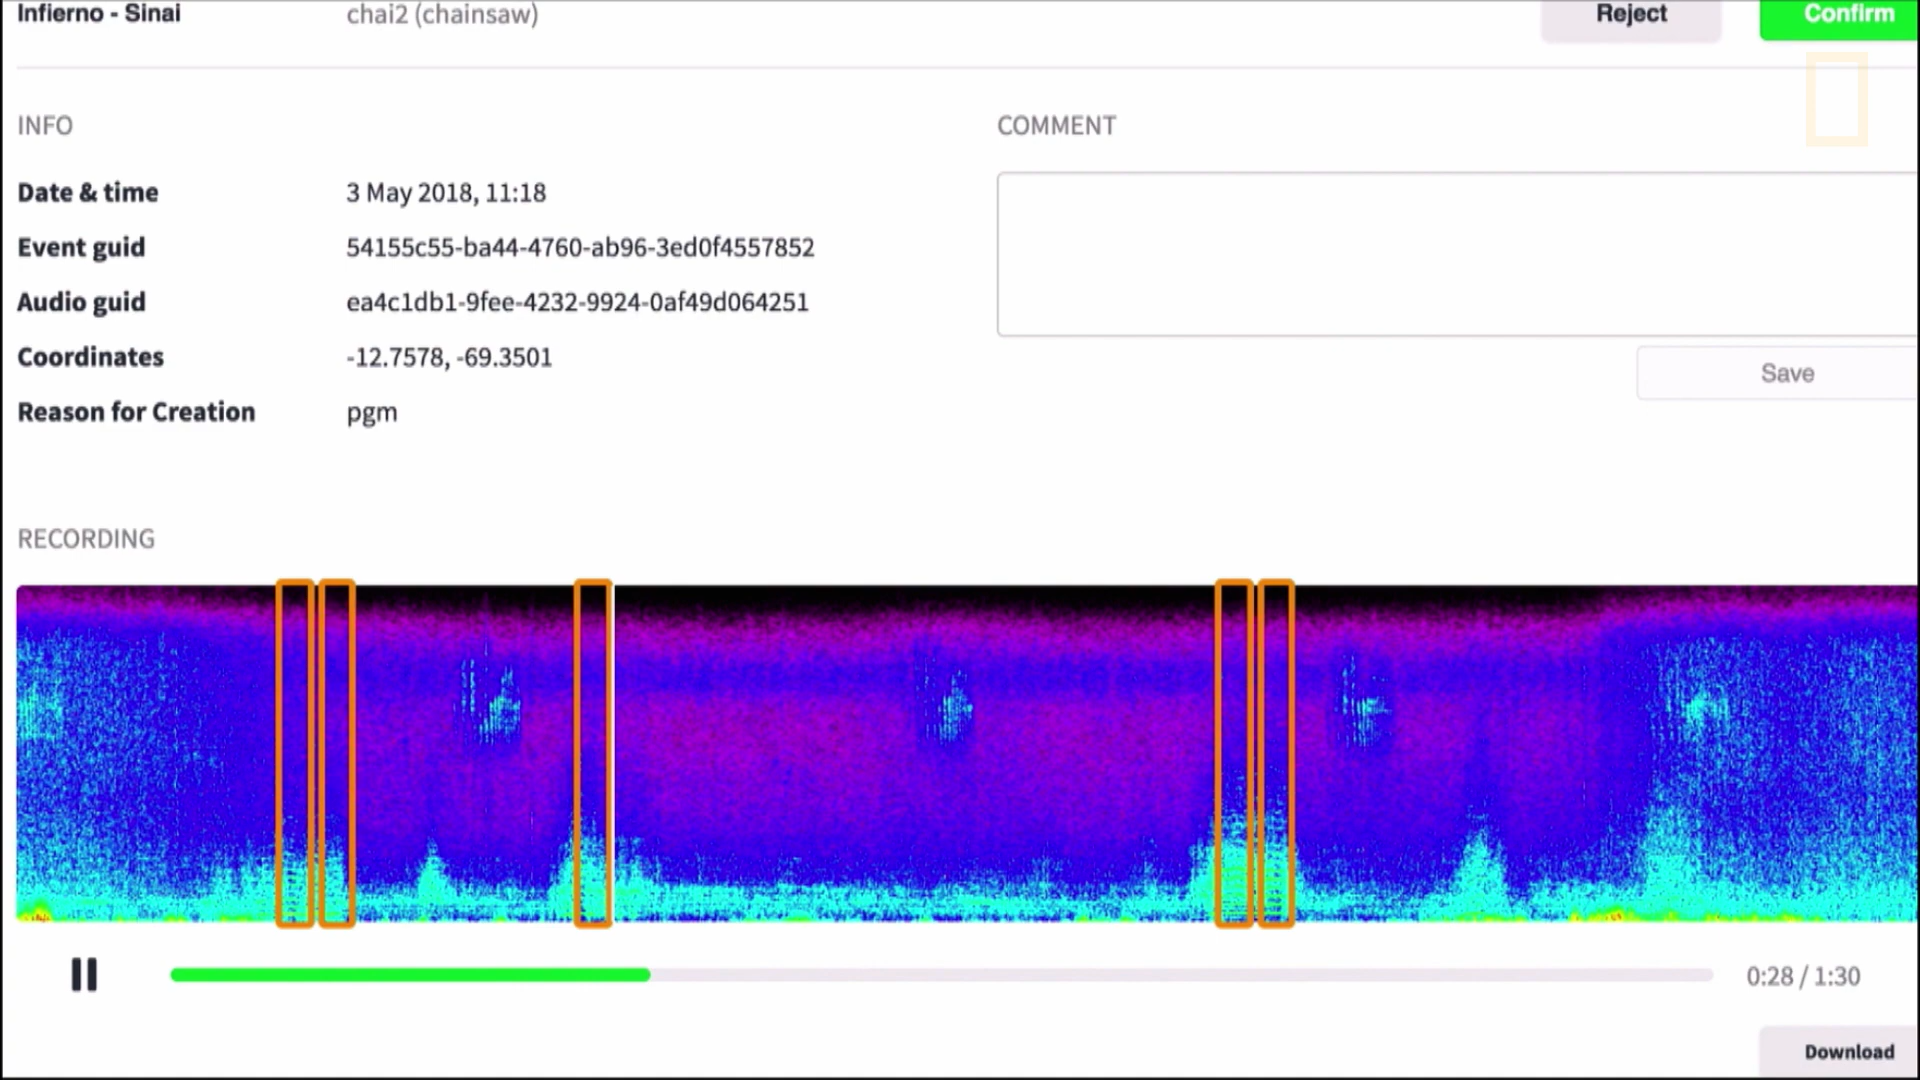 Infierno - Sinai
chai2 (chainsaw)
Reject
Confirm
INFO
COMMENT
Date & time
3 May 2018, 11:18
Event guid
54155c55-ba44-4760-ab96-3ed0f4557852
Audio guid
ea4c1db1-9fee-4232-9924-0af49d064251
Coordinates
-12.7578, -69.3501
Save
Reason for Creation
pgm
RECORDING
0:28 / 1:30
Download